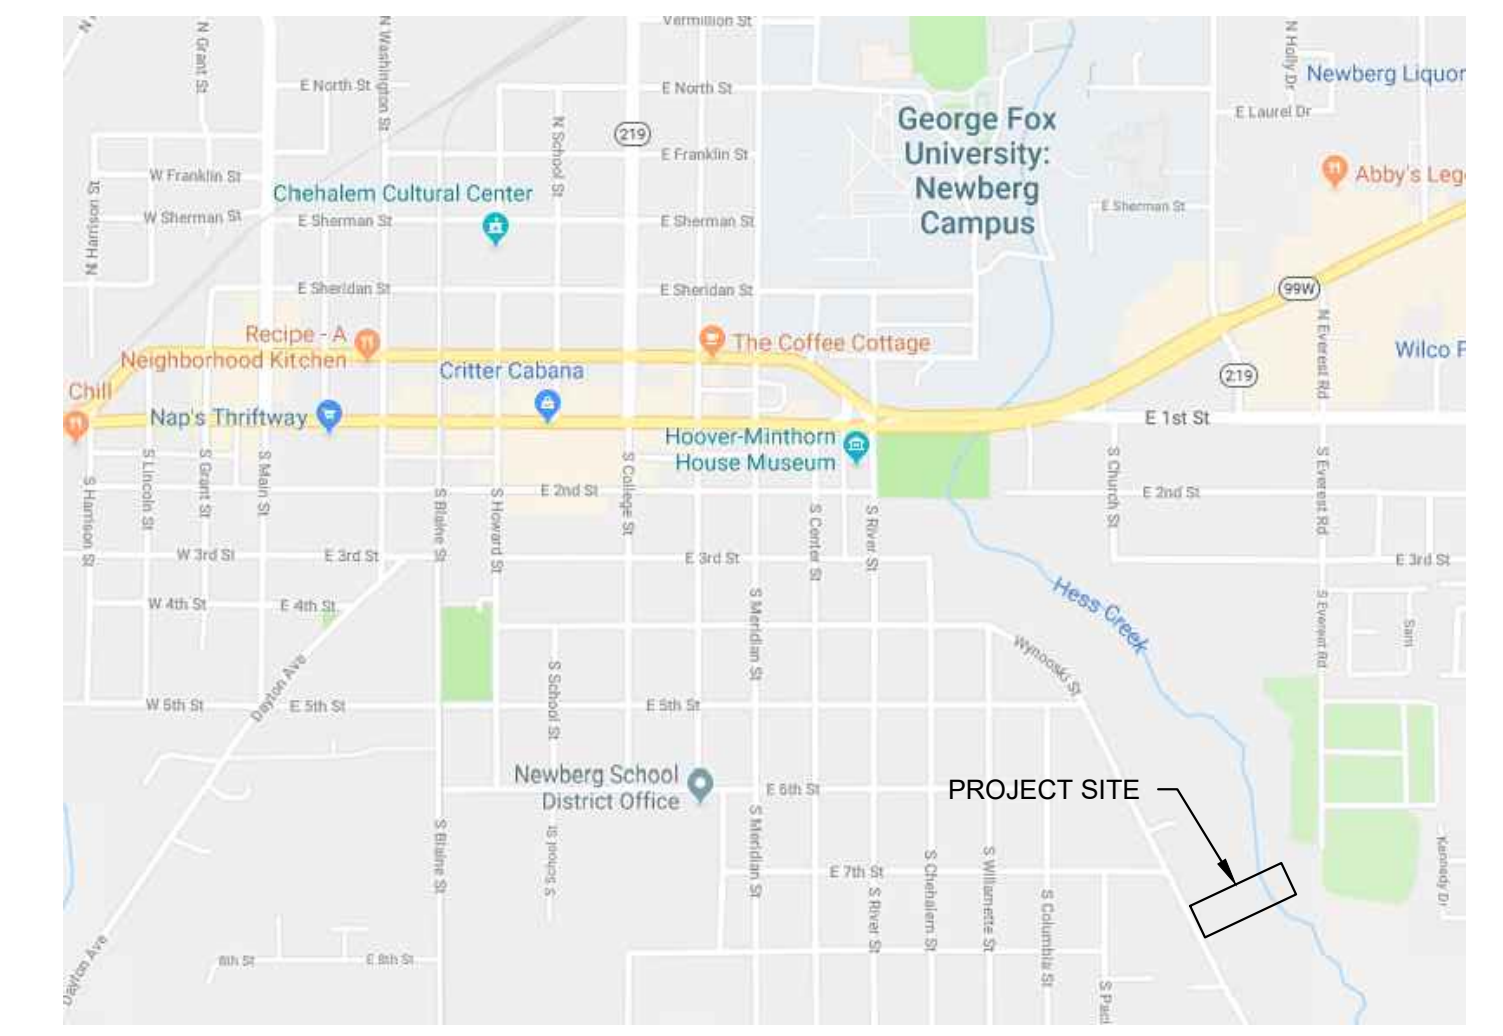 Vermillion St
N Grant St
N Washington St
E North St
E North St
N Holly Dr
Newberg Liquor
E Laurel Dr
George Fox
University:
Newberg
Campus
N School St
219
E Franklin St
W Franklin St
Abby's Leg
Chehalem Cultural Center
N Harrison St
W Sherman St
E Sherman St
E Sherman St
E Sherman St
E Sheridan St
E Sheridan St
99W
N Everest Rd
Recipe - A
Neighborhood Kitchen
The Coffee Cottage
Wilco F
Critter Cabana
219
Chill
Nap's Thriftway
E 1st St
Hoover-Minthorn
House Museum
S Harrison St
S Lincoln St
S Grant St
S Main St
S Blaine St
S Howard St
E 2nd St
S College St
S Center St
S River St
S Church St
E 2nd St
S Everest Rd
W 3rd St
E 3rd St
E 3rd St
E 3rd St
Hess Creek
W 4th St
E 4th St
S Meridian St
S Everest Rd
Sam
Wynooski St
Dayton Ave
S School St
W 5th St
E 5th St
E 5th St
Newberg School
District Office
E 6th St
PROJECT SITE
S Blaine St
S School St
S Meridian St
E 7th St
S River St
S Chehalem St
S Willamette St
S Columbia St
Kennedy Dr
Dayton Ave
8th St
E 8th St
S Paci